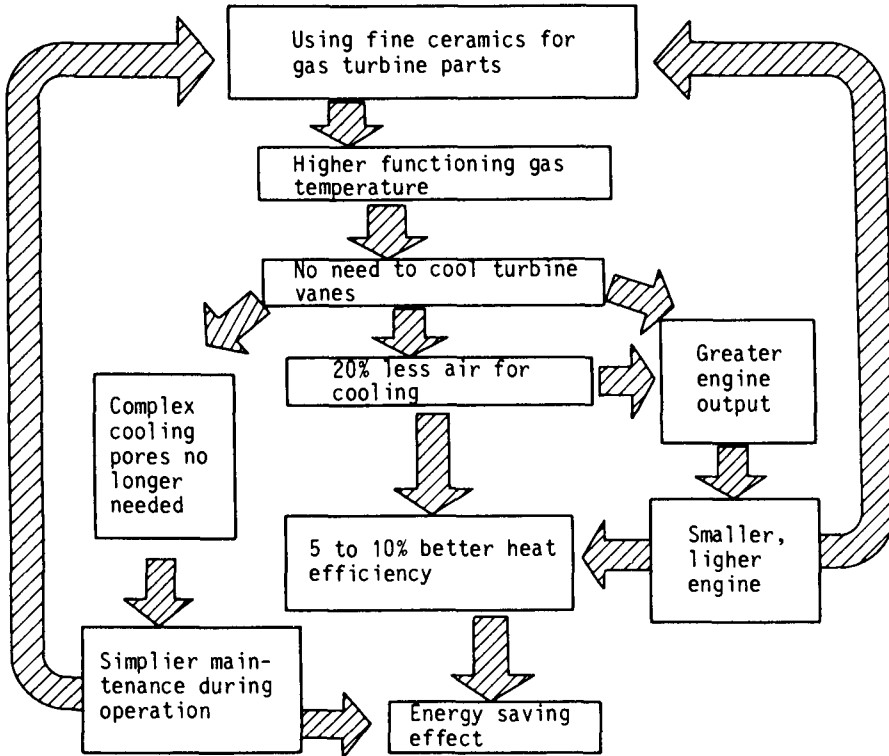 Using fine ceramics for
gas turbine parts
Higher functioning gas
temperature
No need to cool turbine
vanes
20% less air for
cooling
Greater
engine
output
Complex
cooling
pores no
longer
needed
5 to 10% better heat
efficiency
Smaller,
ligher
engine
Simplier main-
tenance during
operation
Energy saving
effect